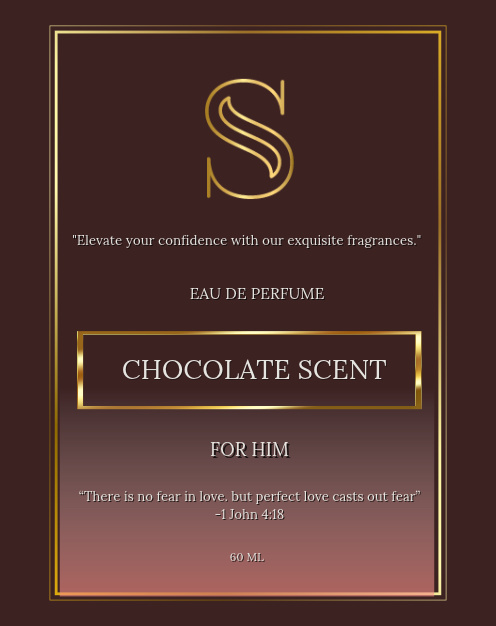 S
"Elevate your confidence with our exquisite fragrances."
EAU DE PERFUME
CHOCOLATE SCENT
FOR HIM
“There is no fear in love. but perfect love casts out fear”
-1 John 4:18
60 ML